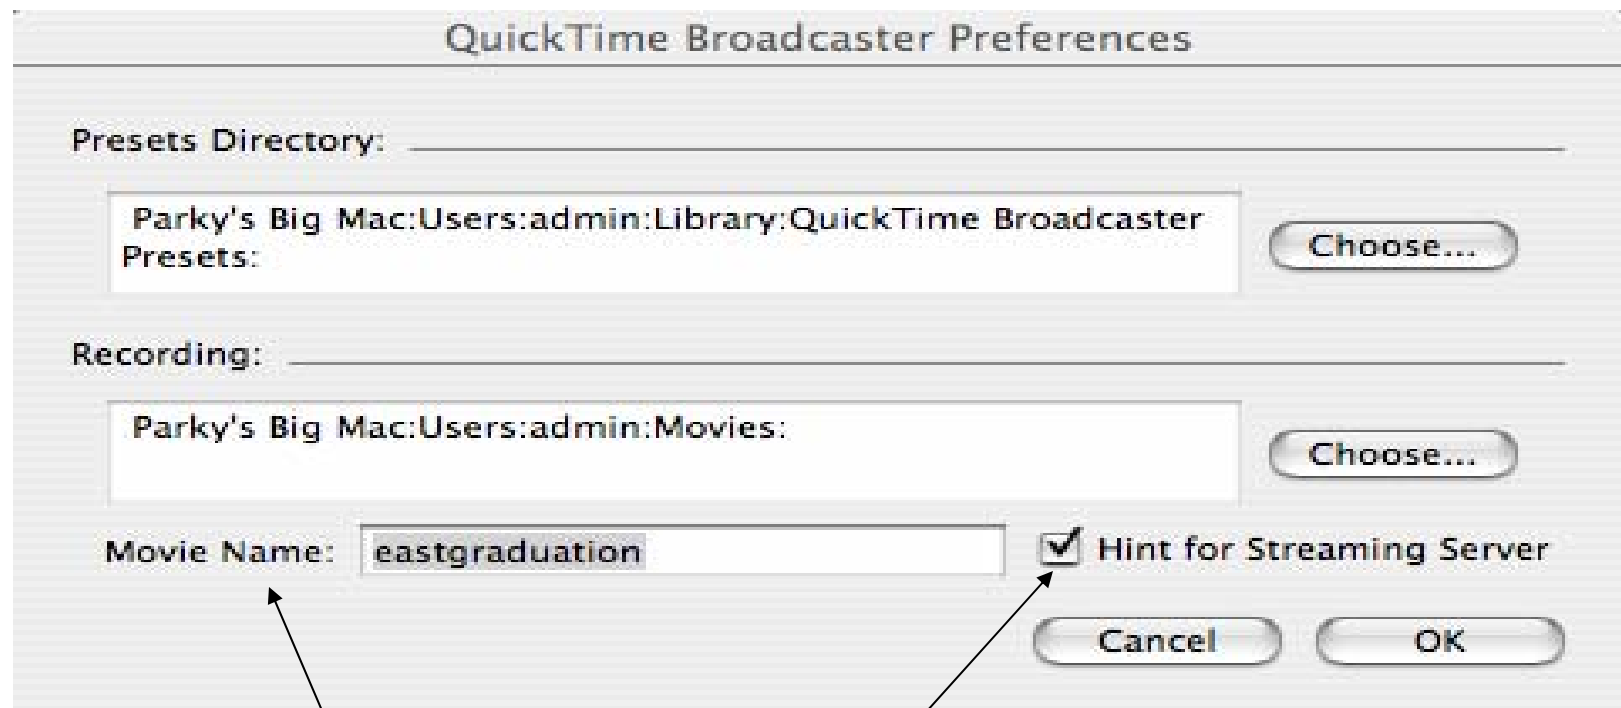 QuickTime Broadcaster Preferences
Presets Directory:
Parky's Big Mac:Users:admin:Library:QuickTime Broadcaster
Presets:
Choose...
Recording:
Parky's Big Mac:Users:admin:Movies:
Choose...
Movie Name: eastgraduation Hint for Streaming Server
Cancel OK